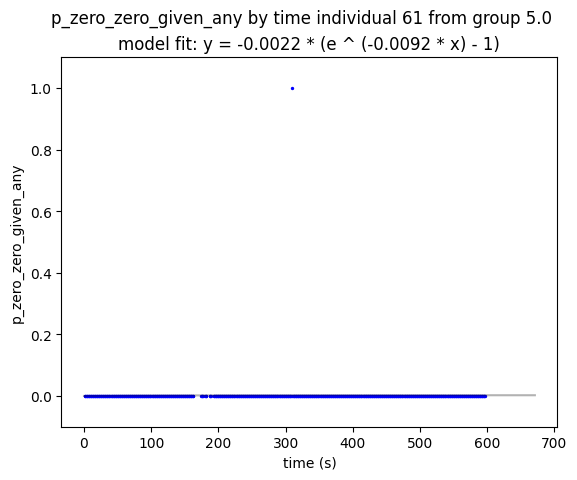 p_zero_zero_given_any by time individual 61 from group 5.0
model fit: y = -0.0022 * (e ^ (-0.0092 * x) - 1)
1.0
0.8
0.6
0.4
0.2
0.0
p_zero_zero_given_any
0 100 200 300 400 500 600 700
time (s)